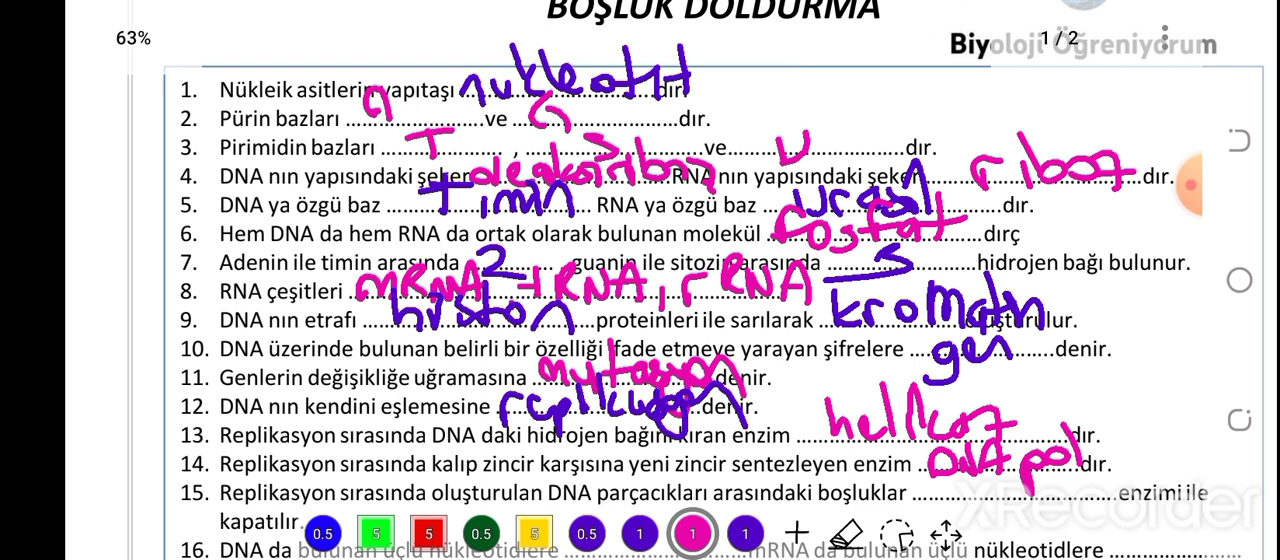 BOŞLUK DOLDURMA
63%
Biyoloji Öğreniyorum
1 / 2
1. Nükleik asitlerin yapıtaşı nükleotit dır
2. Pürin bazları A ve G dır.
3. Pirimidin bazları T , S ve U dır.
4. DNA nın yapısındaki şeker deoksiriboz RNA nın yapısındaki şeker riboz dır.
5. DNA ya özgü baz Timin RNA ya özgü baz urasil dır.
6. Hem DNA da hem RNA da ortak olarak bulunan molekül fosfat dırç
7. Adenin ile timin arasında 2 guanin ile sitozin arasında 3 hidrojen bağı bulunur.
8. RNA çeşitleri mRNA tRNA, rRNA
9. DNA nın etrafı histon proteinleri ile sarılarak kromatin oluşturulur.
10. DNA üzerinde bulunan belirli bir özelliği ifade etmeye yarayan şifrelere gen denir.
11. Genlerin değişikliğe uğramasına mutasyon denir.
12. DNA nın kendini eşlemesine replikasyon denir.
13. Replikasyon sırasında DNA daki hidrojen bağını kıran enzim helikaz dır.
14. Replikasyon sırasında kalıp zincir karşısına yeni zincir sentezleyen enzim DNA pol dır.
15. Replikasyon sırasında oluşturulan DNA parçacıkları arasındaki boşluklar ........................ enzimi ile
kapatılır.
XRecorder
0.5 5 5 0.5 5 0.5 1 1 1
16. DNA da bulunan üçlü nükleotidlere ........................ mRNA da bulunan üçlü nükleotidlere ........................